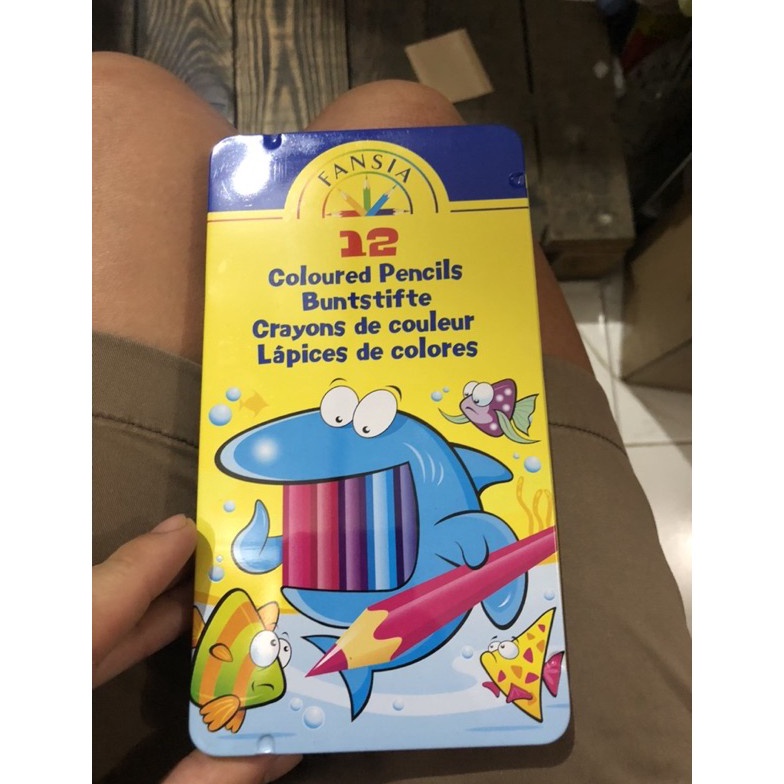 FANSIA
12
Coloured Pencils
Buntstifte
Crayons de couleur
Lápices de colores